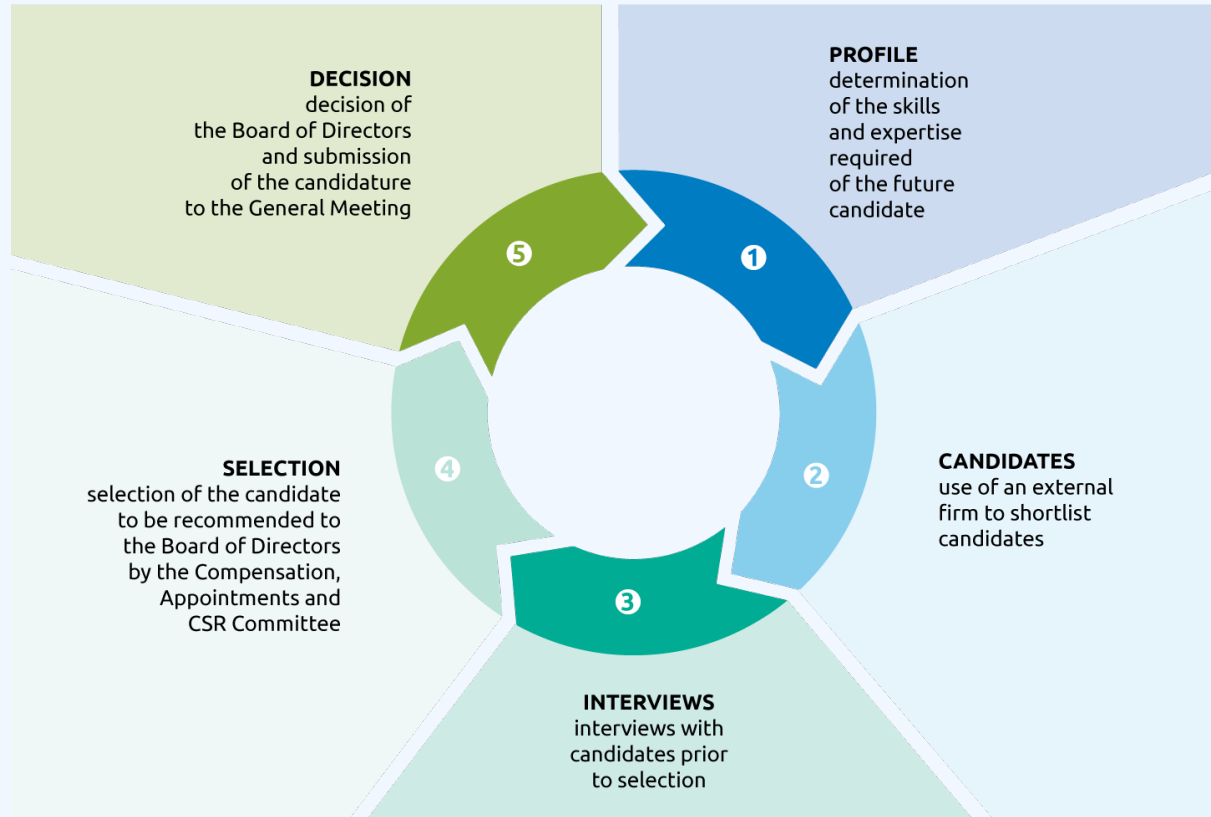 PROFILE
determination
of the skills
and expertise
required
of the future
candidate
1
CANDIDATES
use of an external
firm to shortlist
candidates
2
INTERVIEWS
interviews with
candidates prior
to selection
3
SELECTION
selection of the candidate
to be recommended to
the Board of Directors
by the Compensation,
Appointments and
CSR Committee
4
DECISION
decision of
the Board of Directors
and submission
of the candidature
to the General Meeting
5